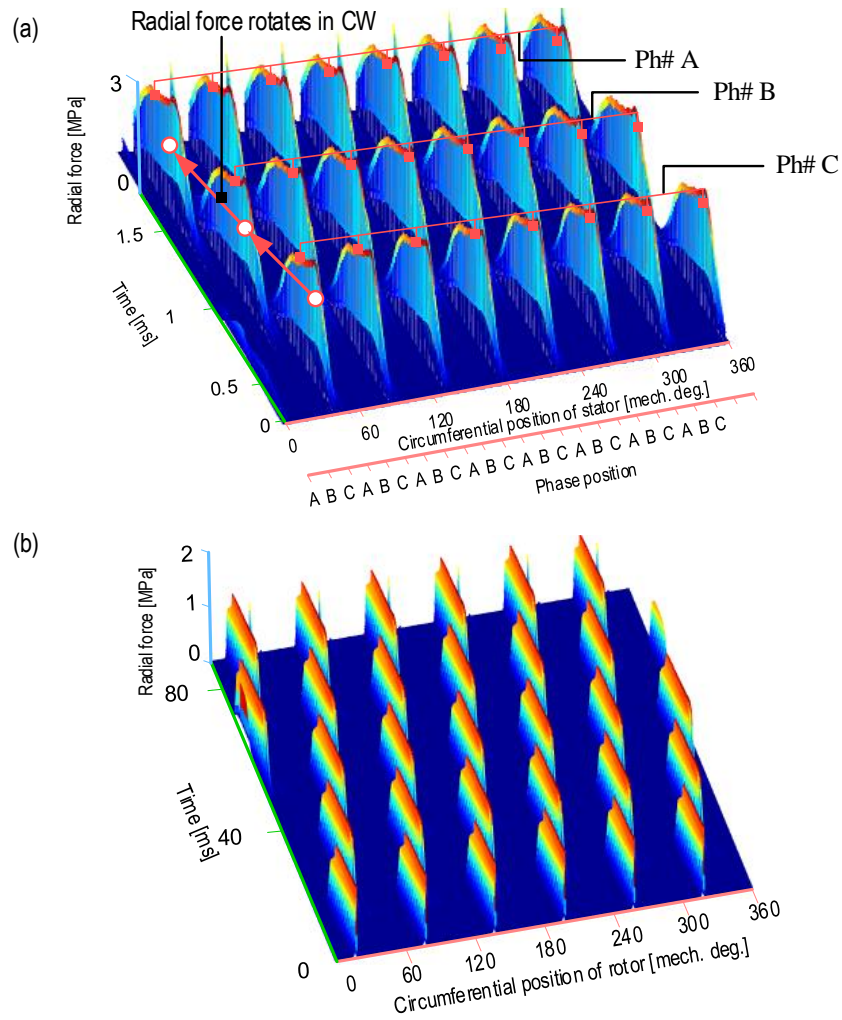 (a)
Radial force rotates in CW
Ph# A
Ph# B
Ph# C
Radial force [MPa]
3
0
Time [ms]
1.5
1
0.5
0
0
60
120
180
240
300
360
Circumferential position of stator [mech. deg.]
A B C A B C A B C A B C A B C A B C A B C A B C
Phase position
(b)
Radial force [MPa]
2
1
0
Time [ms]
80
40
0
0
60
120
180
240
300
360
Circumferential position of rotor [mech. deg.]